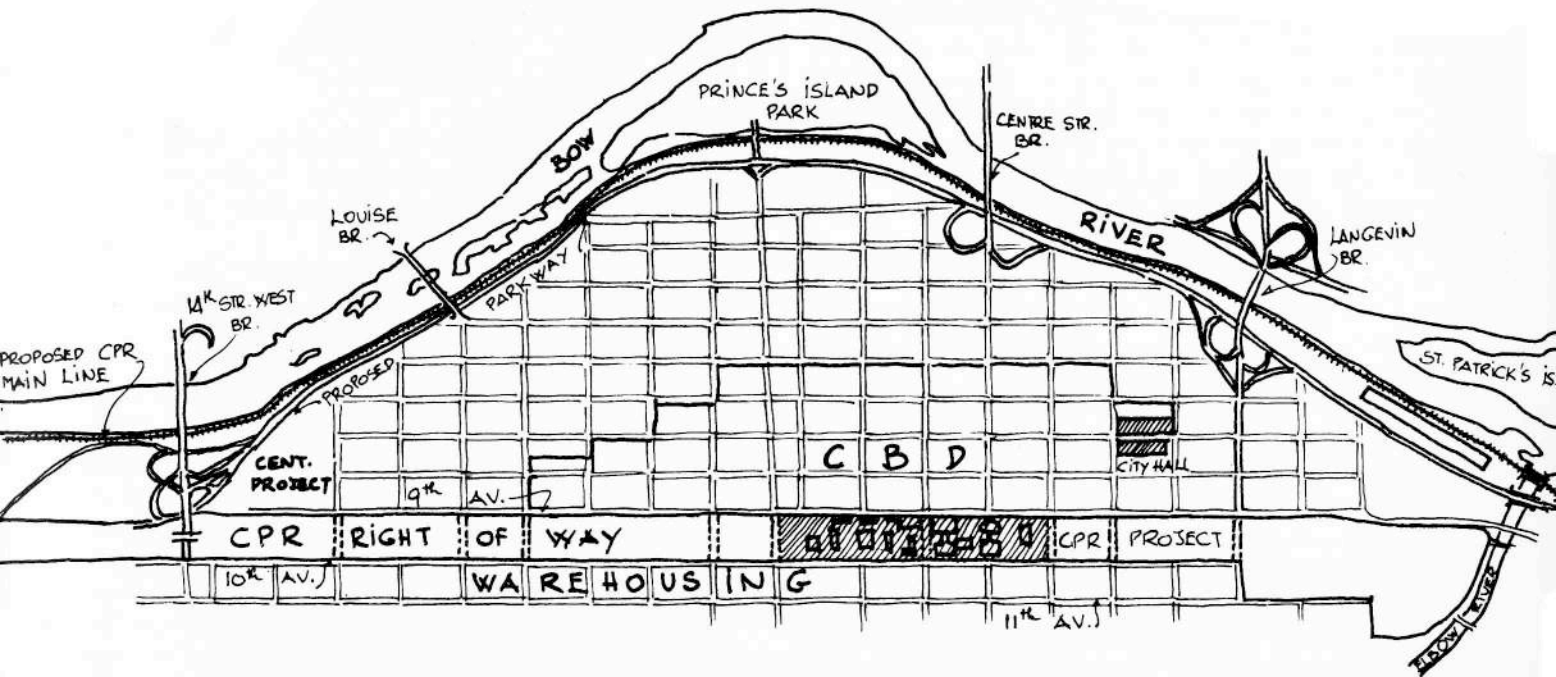 PRINCE'S ISLAND
PARK
BOW
CENTRE STR.
BR.
LOUISE
BR.
RIVER
LANGEVIN
BR.
PARKWAY
14th STR. WEST
BR.
PROPOSED CPR
MAIN LINE
PROPOSED
ST. PATRICK'S IS.
CBD
CENT.
PROJECT
CITY HALL
9th AV.
CPR RIGHT OF WAY
CPR PROJECT
10th AV.
WAREHOUSING
11th AV.
ELBOW RIVER